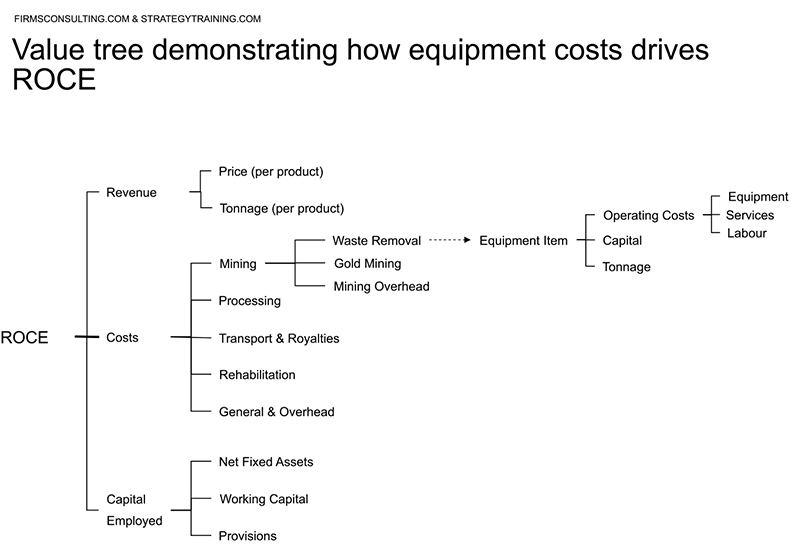 FIRMSCONSULTING.COM & STRATEGYTRAINING.COM
Value tree demonstrating how equipment costs drives
ROCE
ROCE
Revenue
Price (per product)
Tonnage (per product)
Costs
Mining
Waste Removal
Equipment Item
Operating Costs
Equipment
Services
Labour
Capital
Tonnage
Gold Mining
Mining Overhead
Processing
Transport & Royalties
Rehabilitation
General & Overhead
Capital
Employed
Net Fixed Assets
Working Capital
Provisions